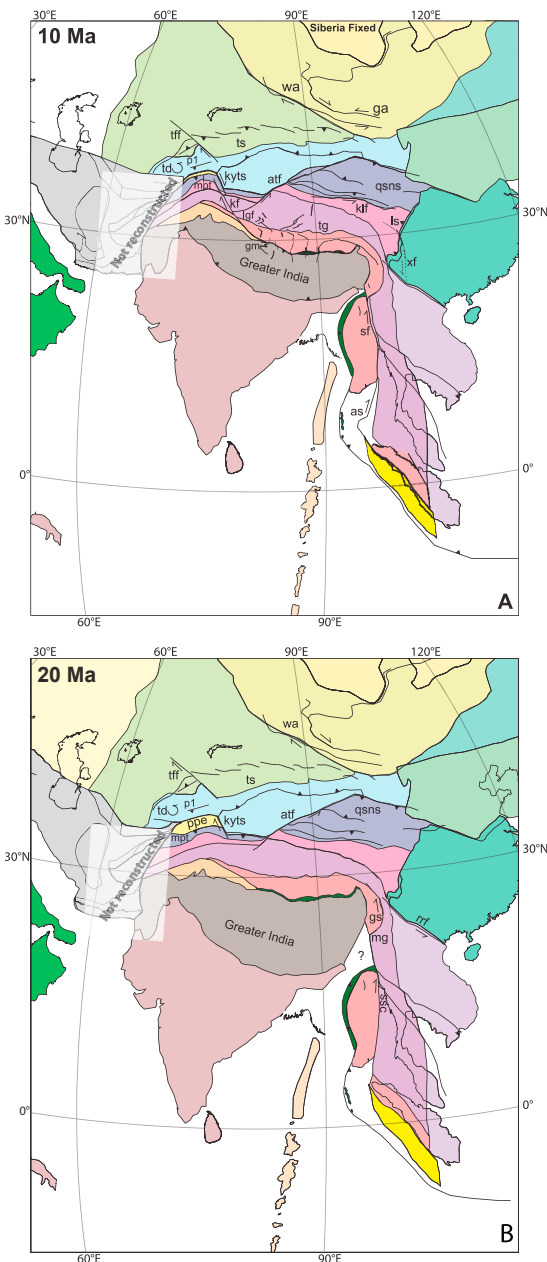 30°E
60°E
90°E
120°E
10 Ma
Siberia Fixed
wa
ga
tff
ts
td
p1
kyts
atf
qsns
mpt
Not reconstructed
kf
klf
gf
tg
ls
30°N
gm
xf
Greater India
sf
as
0°
0°
A
60°E
90°E
30°E
60°E
90°E
120°E
20 Ma
wa
tff
ts
td
p1
ppe
kyts
atf
qsns
mpt
30°N
30°N
Not reconstructed
gs
rrf
Greater India
mg
?
ssc
0°
0°
B
60°E
90°E